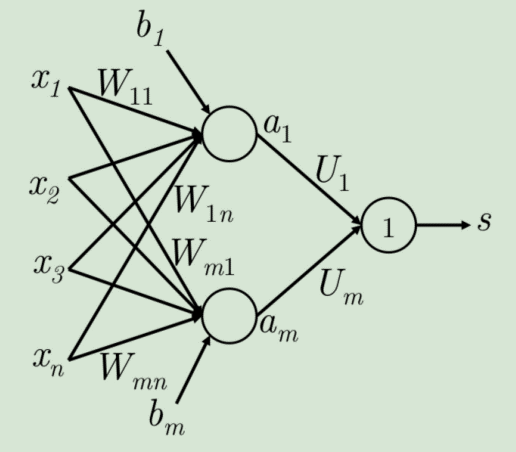 b₁
x₁ W₁₁
a₁
U₁
x₂
W₁ₙ
1 s
x₃ Wₘ₁
Uₘ
aₘ
xₙ Wₘₙ
bₘ